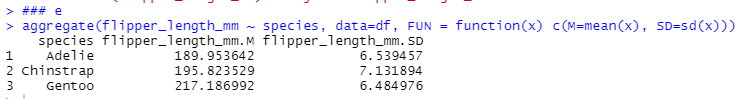 > ### e
> aggregate(flipper_length_mm ~ species, data=df, FUN = function(x) c(M=mean(x), SD=sd(x)))
    species flipper_length_mm.M flipper_length_mm.SD
1    Adelie          189.953642             6.539457
2 Chinstrap          195.823529             7.131894
3    Gentoo          217.186992             6.484976
>